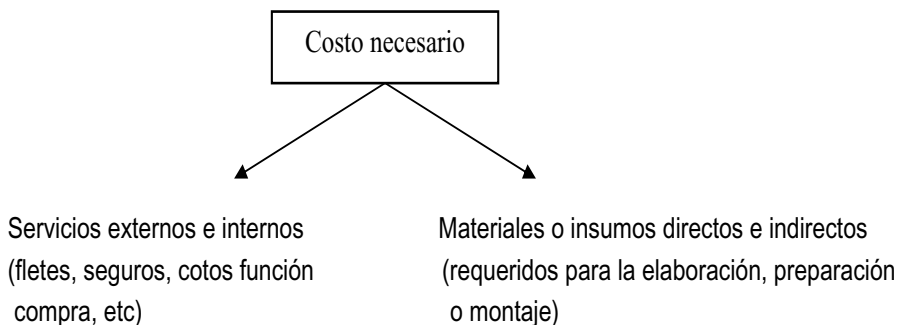 Costo necesario
Servicios externos e internos
(fletes, seguros, cotos función
compra, etc)
Materiales o insumos directos e indirectos
(requeridos para la elaboración, preparación
o montaje)